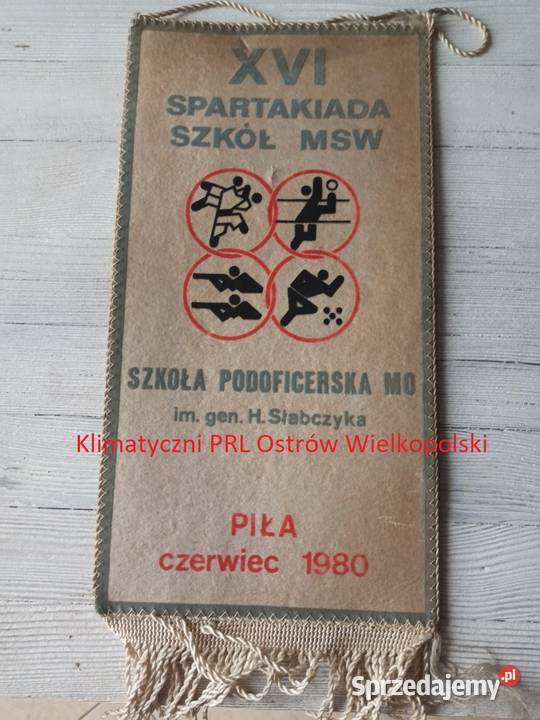 XVI
SPARTAKIADA
SZKÓŁ MSW
SZKOŁA PODOFICERSKA MO
im. gen. H. Słabczyka
Klimatyczni PRL Ostrów Wielkopolski
PIŁA
czerwiec 1980
Sprzedajemy.pl